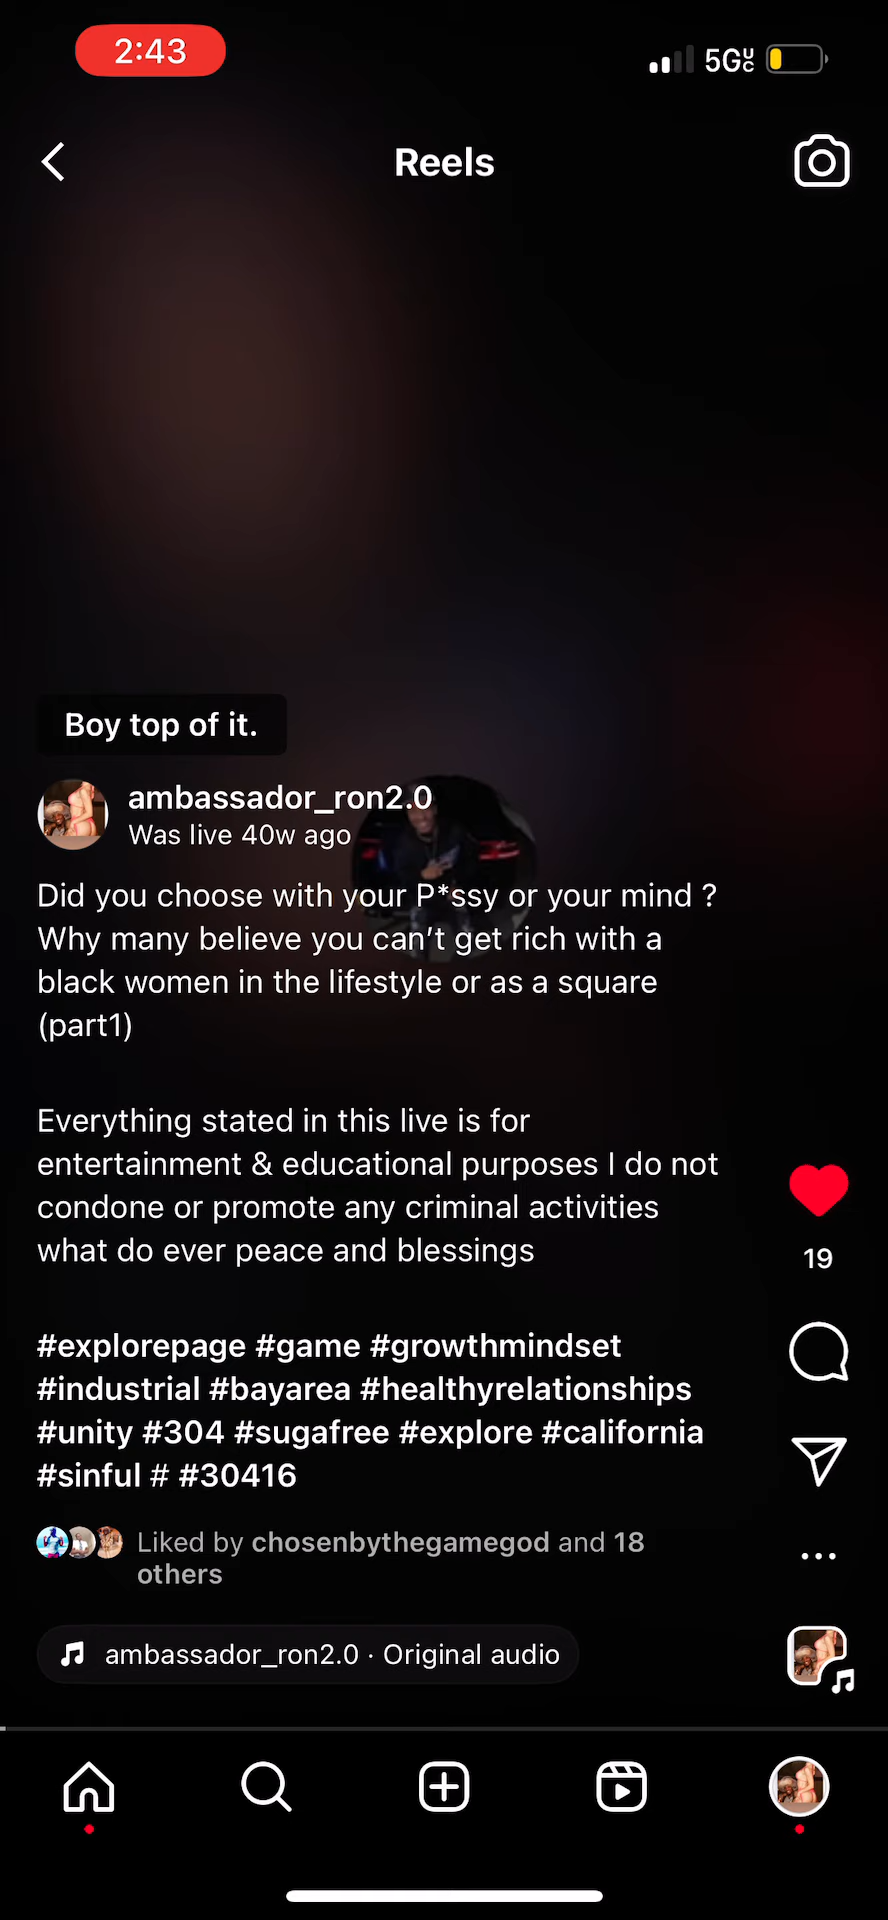 2:43
5GUC
Reels
Boy top of it.
ambassador_ron2.0
Was live 40w ago
Did you choose with your P*ssy or your mind ?
Why many believe you can’t get rich with a
black women in the lifestyle or as a square
(part1)
Everything stated in this live is for
entertainment & educational purposes I do not
condone or promote any criminal activities
what do ever peace and blessings
#explorepage #game #growthmindset
#industrial #bayarea #healthyrelationships
#unity #304 #sugafree #explore #california
#sinful # #30416
19
Liked by chosenbythegamegod and 18
others
ambassador_ron2.0 · Original audio